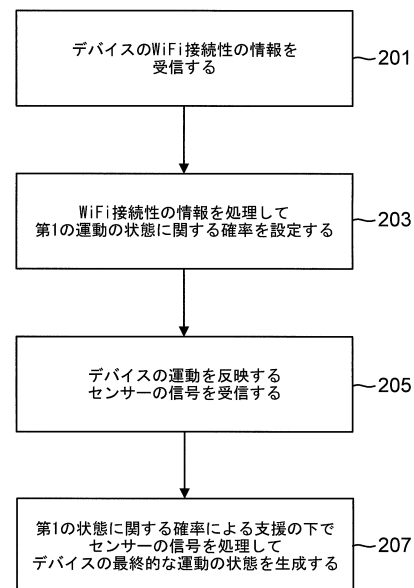 デバイスのWiFi接続性の情報を
受信する
201
WiFi接続性の情報を処理して
第1の運動の状態に関する確率を設定する
203
デバイスの運動を反映する
センサーの信号を受信する
205
第1の状態に関する確率による支援の下で
センサーの信号を処理して
デバイスの最終的な運動の状態を生成する
207